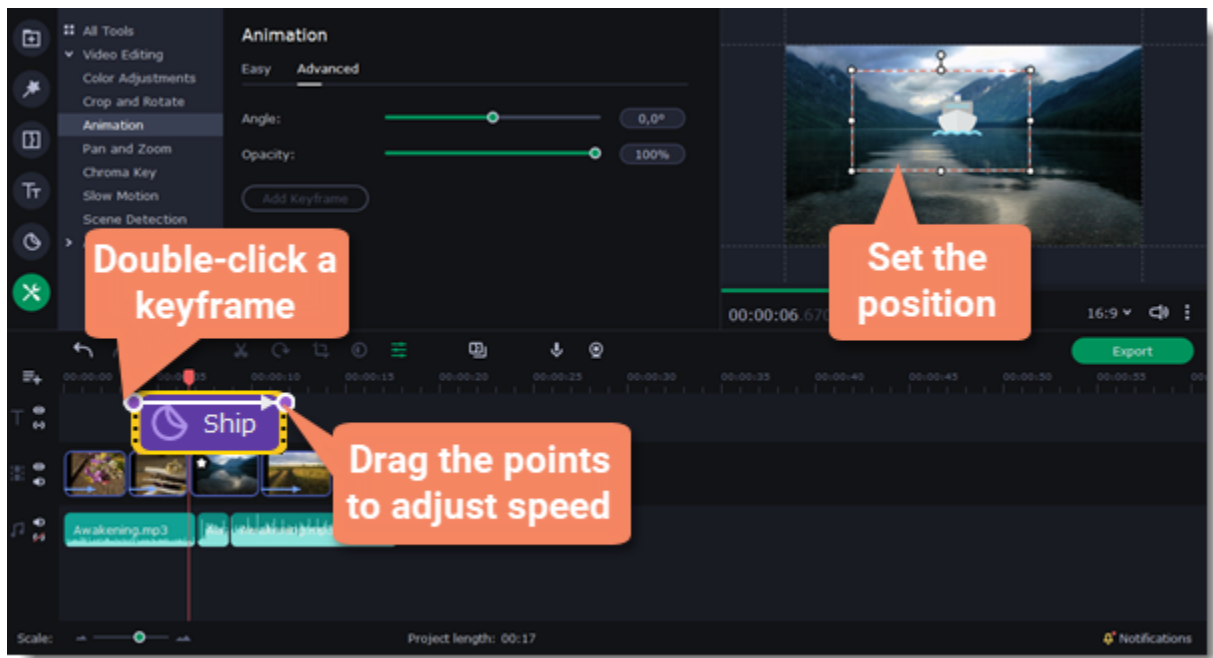 All Tools
Video Editing
Color Adjustments
Crop and Rotate
Animation
Pan and Zoom
Chroma Key
Slow Motion
Scene Detection
Animation
Easy Advanced
Angle: 0,0°
Opacity: 100%
Add Keyframe
Double-click a
keyframe
Set the
position
00:00:06.670
16:9
Export
00:00:00 00:00:10 00:00:15 00:00:20 00:00:25 00:00:30 00:00:35 00:00:40 00:00:45 00:00:50 00:00:55
Ship
Drag the points
to adjust speed
Awakening.mp3
Scale:
Project length: 00:17
Notifications